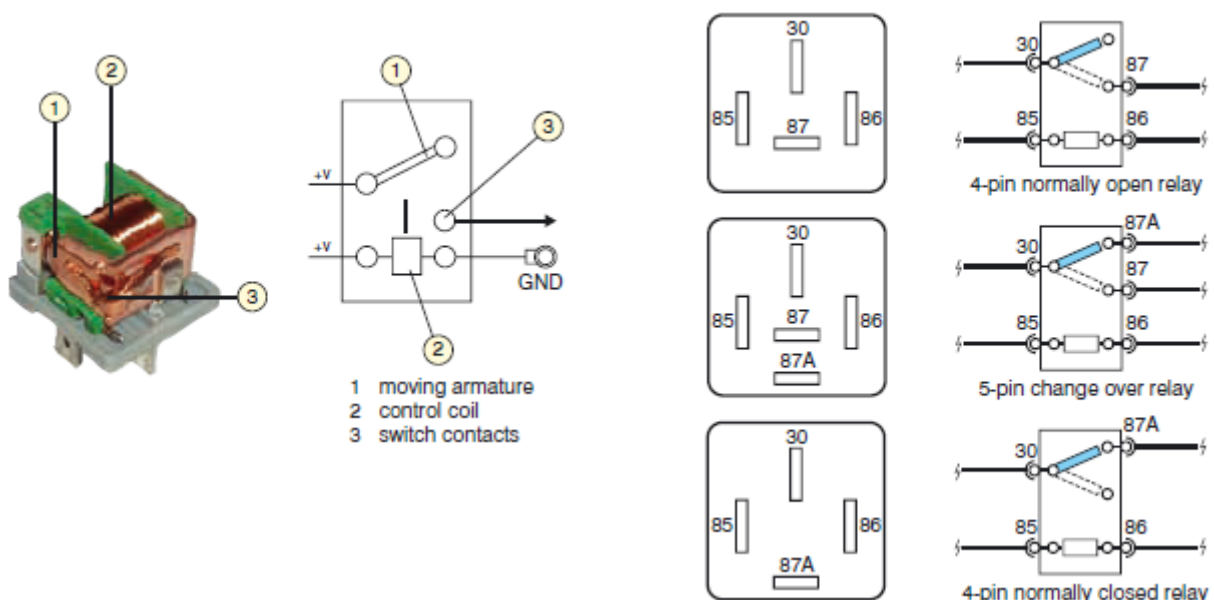 2
1
3
1
3
+V
+V
GND
2
1 moving armature
2 control coil
3 switch contacts
30
85
87
86
30
87
85
86
4-pin normally open relay
30
85
87
86
87A
87A
30
87
85
86
5-pin change over relay
30
85
86
87A
87A
30
85
86
4-pin normally closed relay